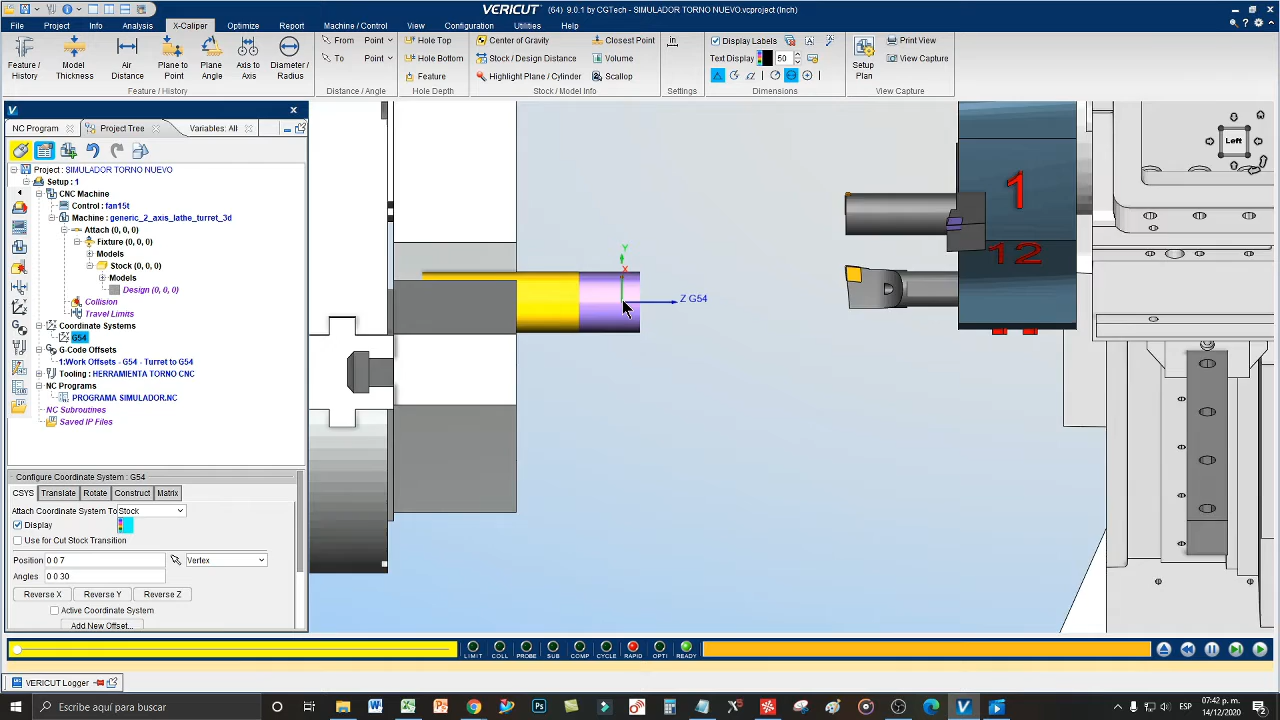 VERICUT (64) 9.0.1 by CGTech - SIMULADOR TORNO NUEVO.vcproject (Inch)
File Project Info Analysis X-Caliper Optimize Report Machine / Control View Configuration Utilities Help
Feature / History
Model Thickness
Air Distance
Plane to Point
Plane Angle
Axis to Axis
Diameter / Radius
Feature / History
From Point
To Point
Distance / Angle
Hole Top
Hole Bottom
Feature
Hole Depth
Center of Gravity
Closest Point
Stock / Design Distance
Volume
Highlight Plane / Cylinder
Scallop
Stock / Model Info
in
Settings
Display Labels
Text Display 50
Dimensions
Setup Plan
Print View
View Capture
View Capture
NC Program Project Tree Variables: All
Project : SIMULADOR TORNO NUEVO
Setup : 1
CNC Machine
Control : fan15t
Machine : generic_2_axis_lathe_turret_3d
Attach (0, 0, 0)
Fixture (0, 0, 0)
Models
Stock (0, 0, 0)
Models
Design (0, 0, 0)
Collision
Travel Limits
Coordinate Systems
G54
G-Code Offsets
1:Work Offsets - G54 - Turret to G54
Tooling : HERRAMIENTA TORNO CNC
NC Programs
PROGRAMA SIMULADOR.NC
NC Subroutines
Saved IP Files
Configure Coordinate System : G54
CSYS Translate Rotate Construct Matrix
Attach Coordinate System To Stock
Display
Use for Cut Stock Transition
Position 0 0 7 Vertex
Angles 0 0 30
Reverse X Reverse Y Reverse Z
Active Coordinate System
Add New Offset...
Y
X
Z G54
1
12
Left
LIMIT COLL PROBE SUB COMP CYCLE RAPID OPTI READY
VERICUT Logger
Escribe aquí para buscar
ESP
07:42 p. m.
14/12/2020